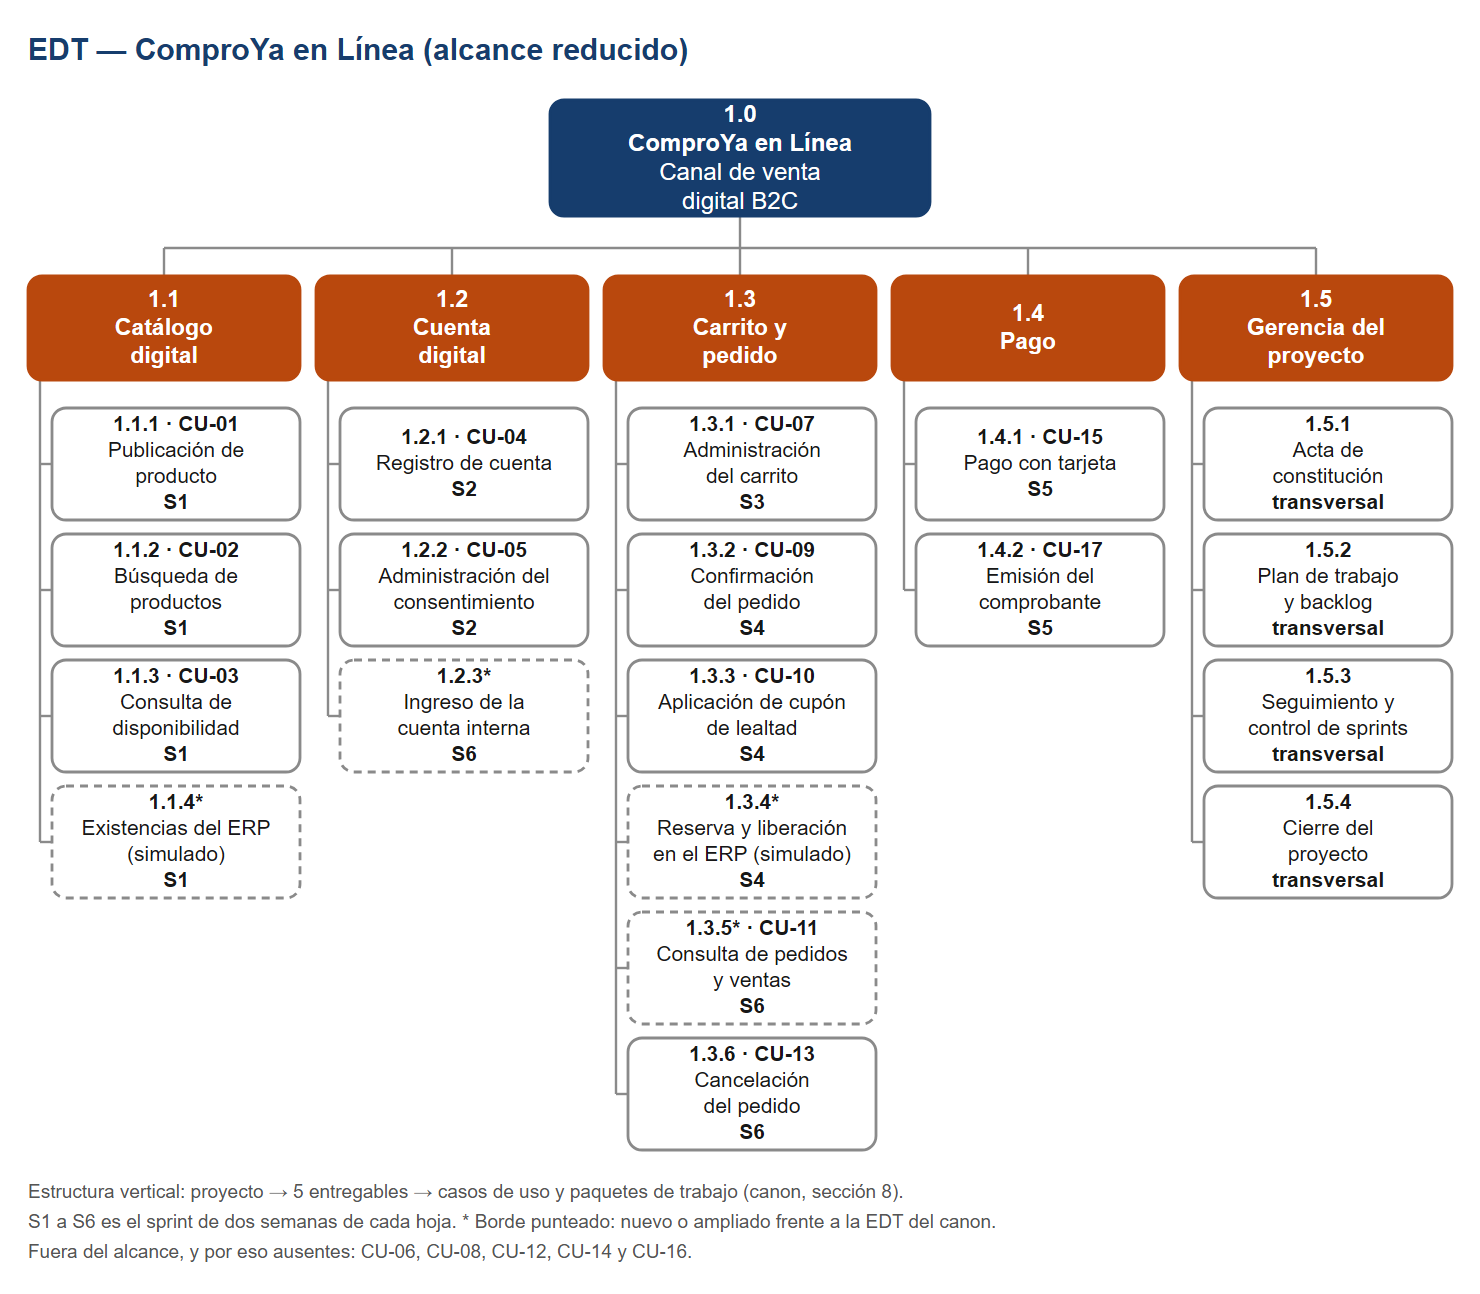 EDT — ComproYa en Línea (alcance reducido)
1.0
ComproYa en Línea
Canal de venta
digital B2C
1.1
Catálogo
digital
1.1.1 · CU-01
Publicación de
producto
S1
1.1.2 · CU-02
Búsqueda de
productos
S1
1.1.3 · CU-03
Consulta de
disponibilidad
S1
1.1.4*
Existencias del ERP
(simulado)
S1
1.2
Cuenta
digital
1.2.1 · CU-04
Registro de cuenta
S2
1.2.2 · CU-05
Administración del
consentimiento
S2
1.2.3*
Ingreso de la
cuenta interna
S6
1.3
Carrito y
pedido
1.3.1 · CU-07
Administración
del carrito
S3
1.3.2 · CU-09
Confirmación
del pedido
S4
1.3.3 · CU-10
Aplicación de cupón
de lealtad
S4
1.3.4*
Reserva y liberación
en el ERP (simulado)
S4
1.3.5* · CU-11
Consulta de pedidos
y ventas
S6
1.3.6 · CU-13
Cancelación
del pedido
S6
1.4
Pago
1.4.1 · CU-15
Pago con tarjeta
S5
1.4.2 · CU-17
Emisión del
comprobante
S5
1.5
Gerencia del
proyecto
1.5.1
Acta de
constitución
transversal
1.5.2
Plan de trabajo
y backlog
transversal
1.5.3
Seguimiento y
control de sprints
transversal
1.5.4
Cierre del
proyecto
transversal
Estructura vertical: proyecto → 5 entregables → casos de uso y paquetes de trabajo (canon, sección 8).
S1 a S6 es el sprint de dos semanas de cada hoja. * Borde punteado: nuevo o ampliado frente a la EDT del canon.
Fuera del alcance, y por eso ausentes: CU-06, CU-08, CU-12, CU-14 y CU-16.